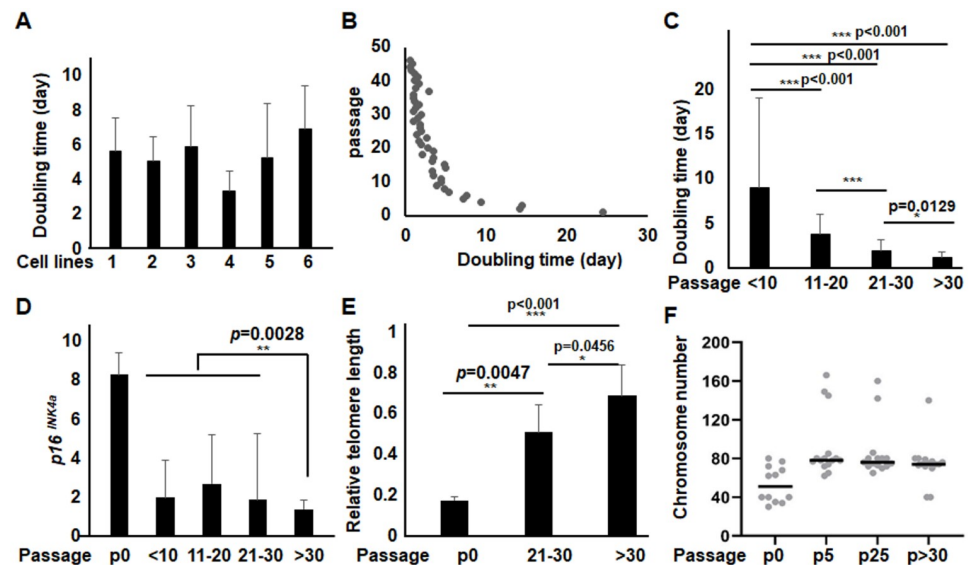 A
Doubling time (day)
10
8
6
4
2
0
Cell lines 1 2 3 4 5 6
B
passage
50
40
30
20
10
0
0 10 20 30
Doubling time (day)
C
*** p<0.001
*** p<0.001
***p<0.001
***
p=0.0129
*
Doubling time (day)
20
15
10
5
0
Passage <10 11-20 21-30 >30
D
p=0.0028
**
p16 INK4a
10
8
6
4
2
0
Passage p0 <10 11-20 21-30 >30
E
p<0.001
***
p=0.0456
*
p=0.0047
**
Relative telomere length
1
0.8
0.6
0.4
0.2
0
Passage p0 21-30 >30
F
Chromosome number
200
160
120
80
40
0
Passage p0 p5 p25 p>30